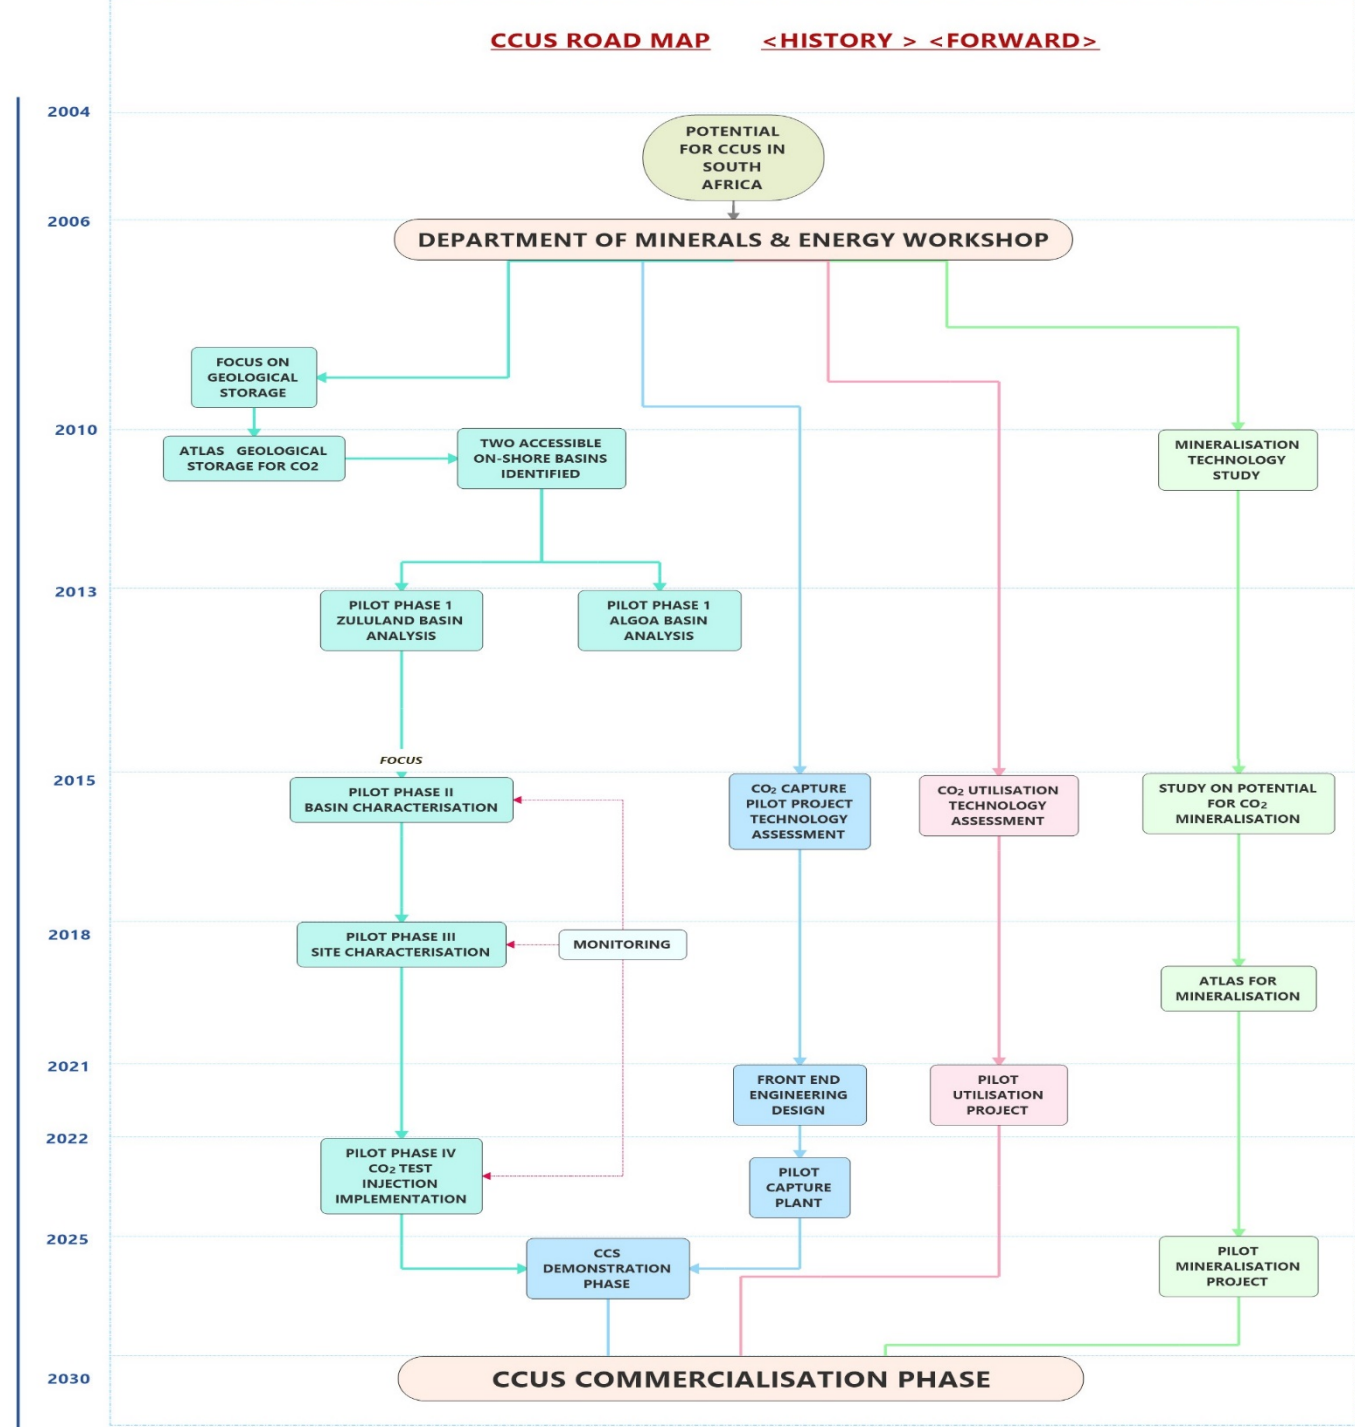 CCUS ROAD MAP <HISTORY > <FORWARD>
2004
POTENTIAL
FOR CCUS IN
SOUTH
AFRICA
2006
DEPARTMENT OF MINERALS & ENERGY WORKSHOP
FOCUS ON
GEOLOGICAL
STORAGE
2010
ATLAS GEOLOGICAL
STORAGE FOR CO2
TWO ACCESSIBLE
ON-SHORE BASINS
IDENTIFIED
MINERALISATION
TECHNOLOGY
STUDY
2013
PILOT PHASE 1
ZULULAND BASIN
ANALYSIS
PILOT PHASE 1
ALGOA BASIN
ANALYSIS
FOCUS
2015
PILOT PHASE II
BASIN CHARACTERISATION
CO₂ CAPTURE
PILOT PROJECT
TECHNOLOGY
ASSESSMENT
CO₂ UTILISATION
TECHNOLOGY
ASSESSMENT
STUDY ON POTENTIAL
FOR CO₂
MINERALISATION
2018
PILOT PHASE III
SITE CHARACTERISATION
MONITORING
ATLAS FOR
MINERALISATION
2021
FRONT END
ENGINEERING
DESIGN
PILOT
UTILISATION
PROJECT
2022
PILOT PHASE IV
CO₂ TEST
INJECTION
IMPLEMENTATION
PILOT
CAPTURE
PLANT
2025
CCS
DEMONSTRATION
PHASE
PILOT
MINERALISATION
PROJECT
2030
CCUS COMMERCIALISATION PHASE